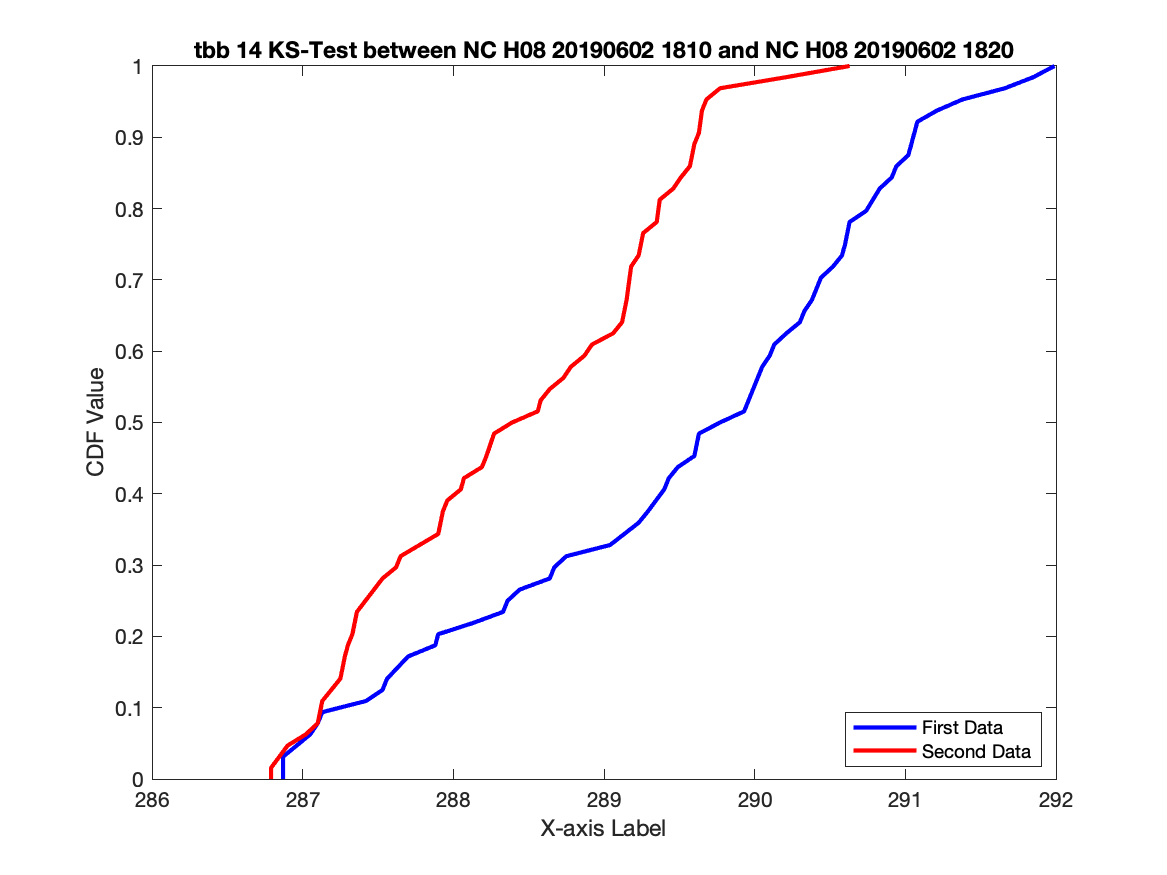 tbb 14 KS-Test between NC H08 20190602 1810 and NC H08 20190602 1820
1
0.9
0.8
0.7
0.6
0.5
0.4
0.3
0.2
0.1
0
CDF Value
First Data
Second Data
286 287 288 289 290 291 292
X-axis Label